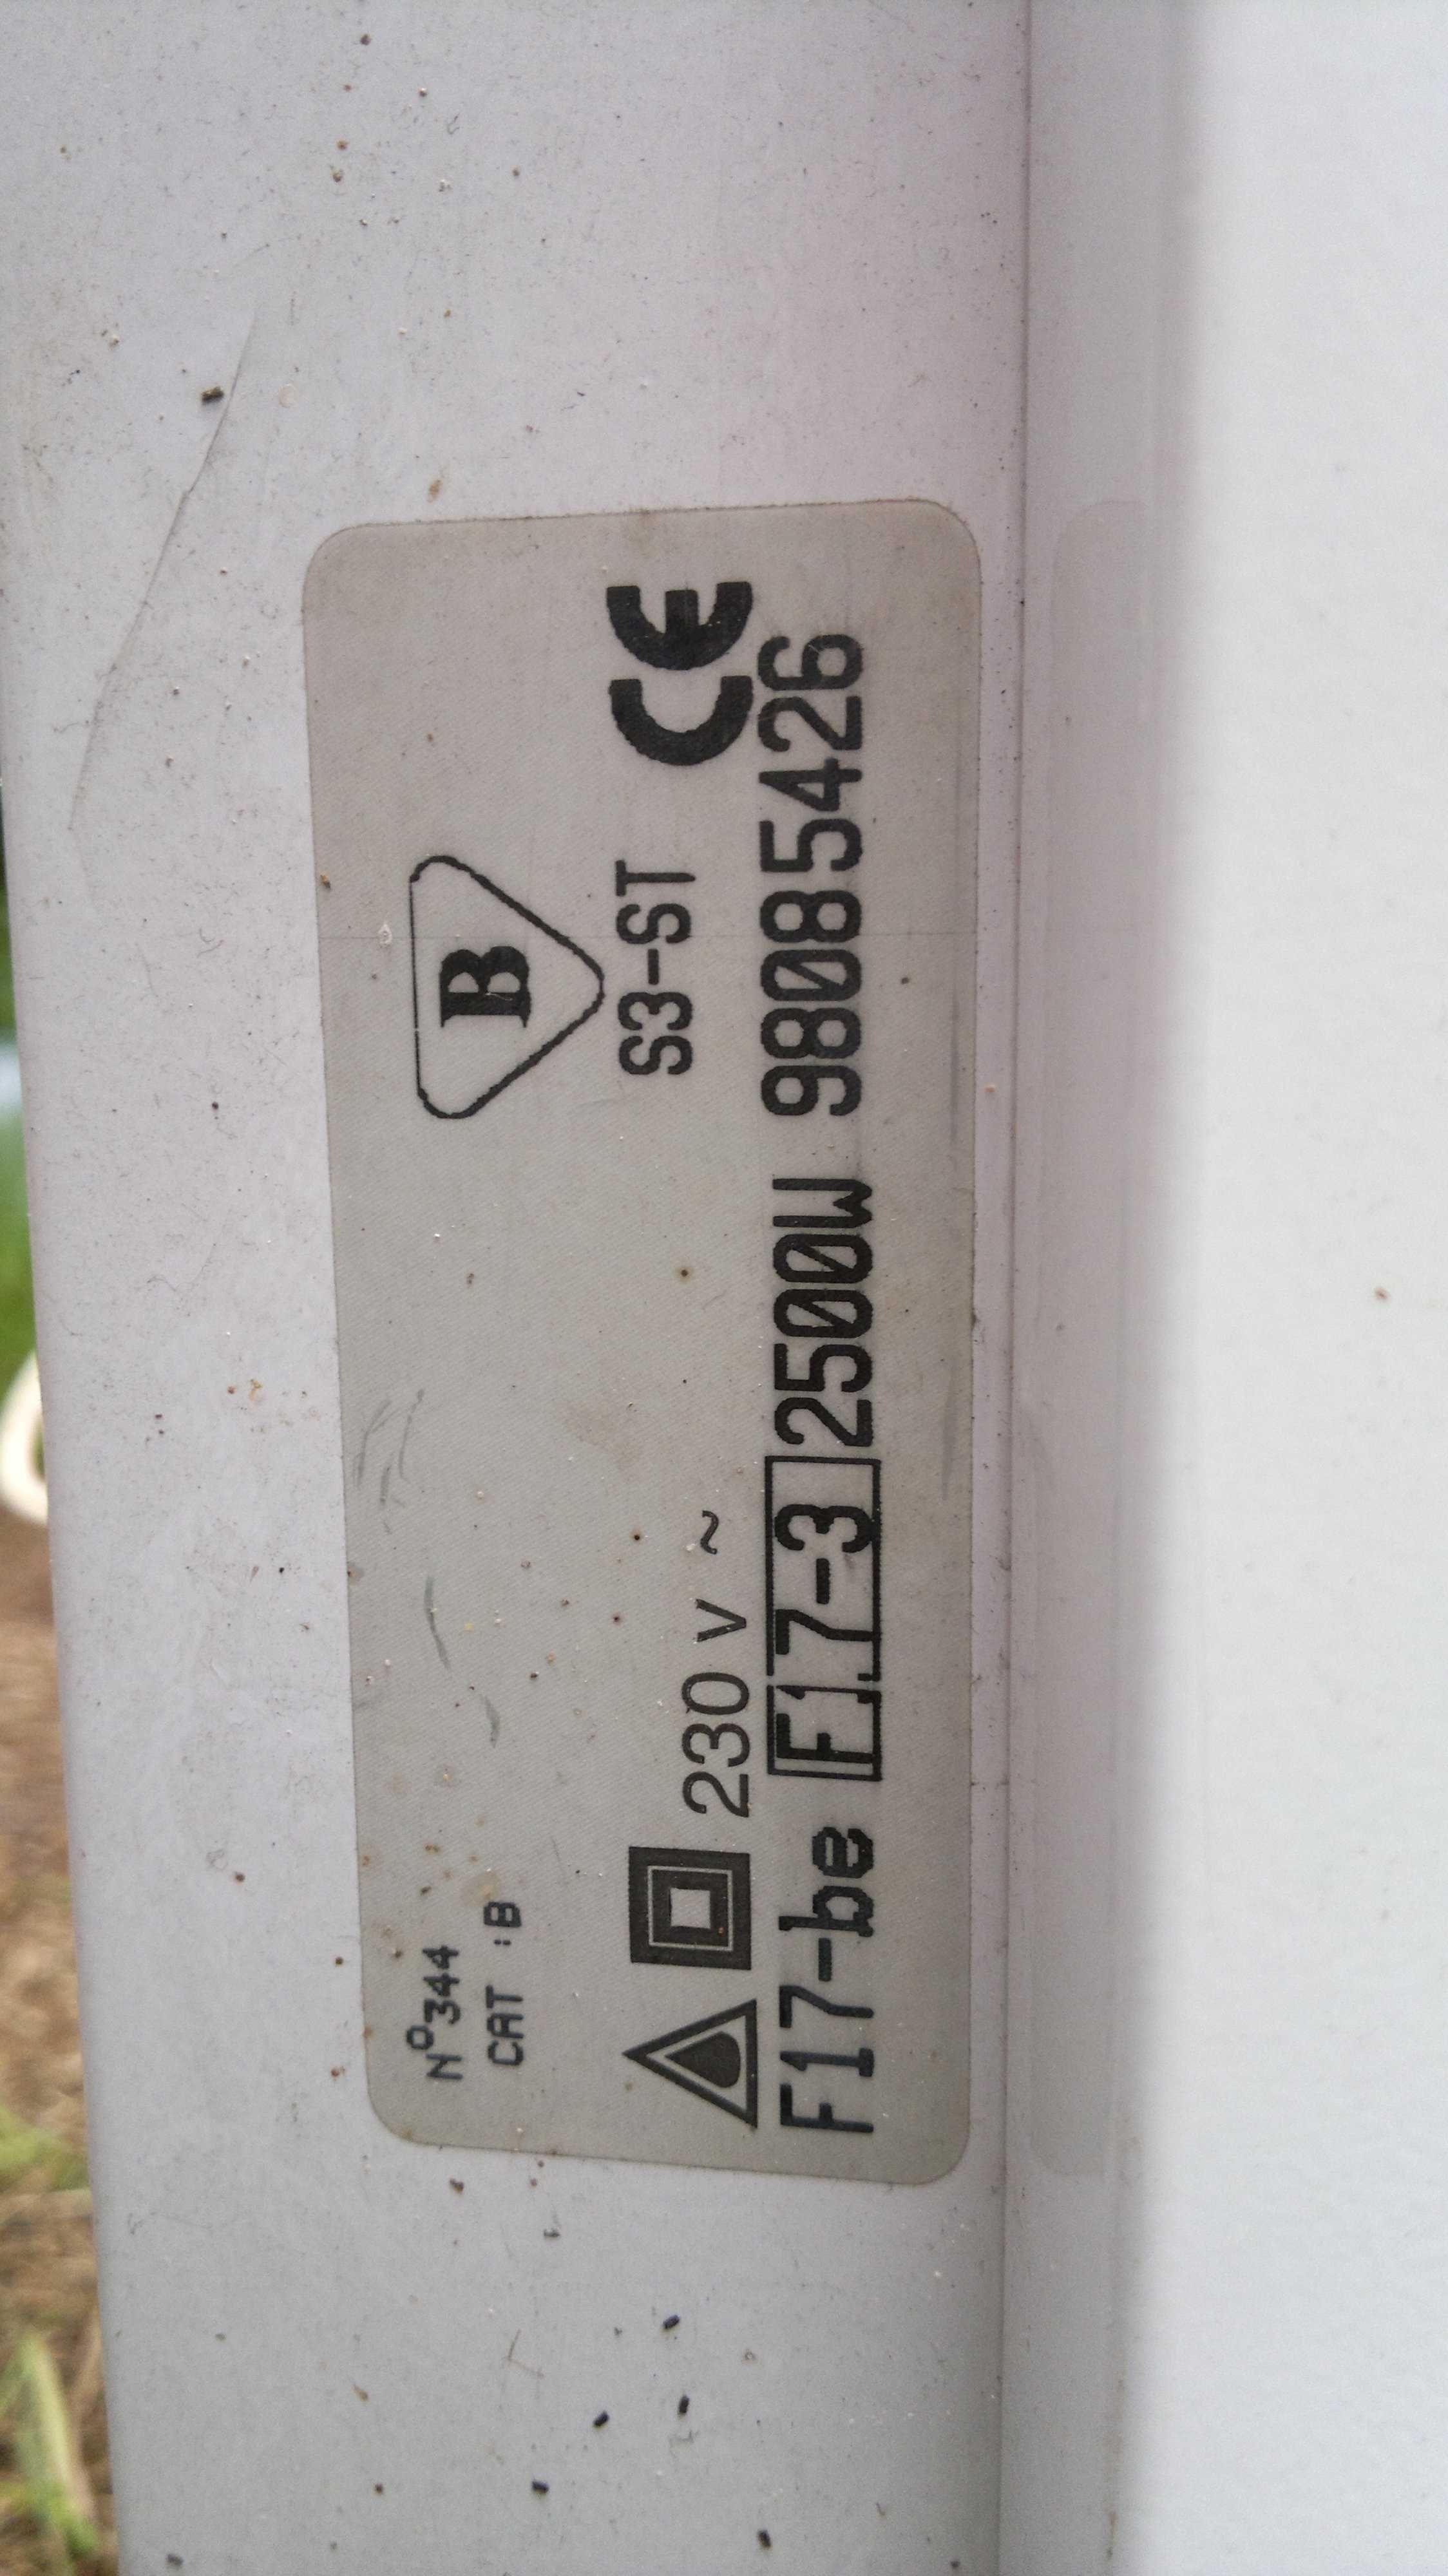 N°344
CAT :B
B
S3-ST
CE
230 V ~
F17-be F17-3 2500W 98085426